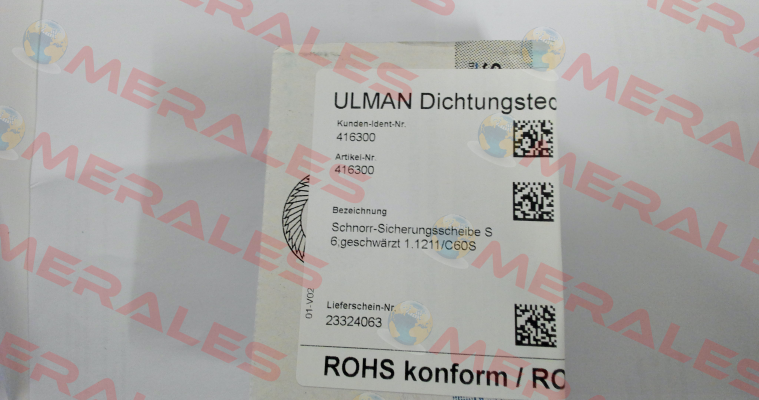 ULMAN Dichtungstec
Kunden-Ident-Nr.
416300
Artikel-Nr
416300
Bezeichnung
Schnorr-Sicherungsscheibe S
6,geschwärzt 1.1211/C60S
01-V02
Lieferschein-Nr.
23324063
ROHS konform / RO
MERALES
MERALES
MERALES
MERALES
MERALES
MERALES